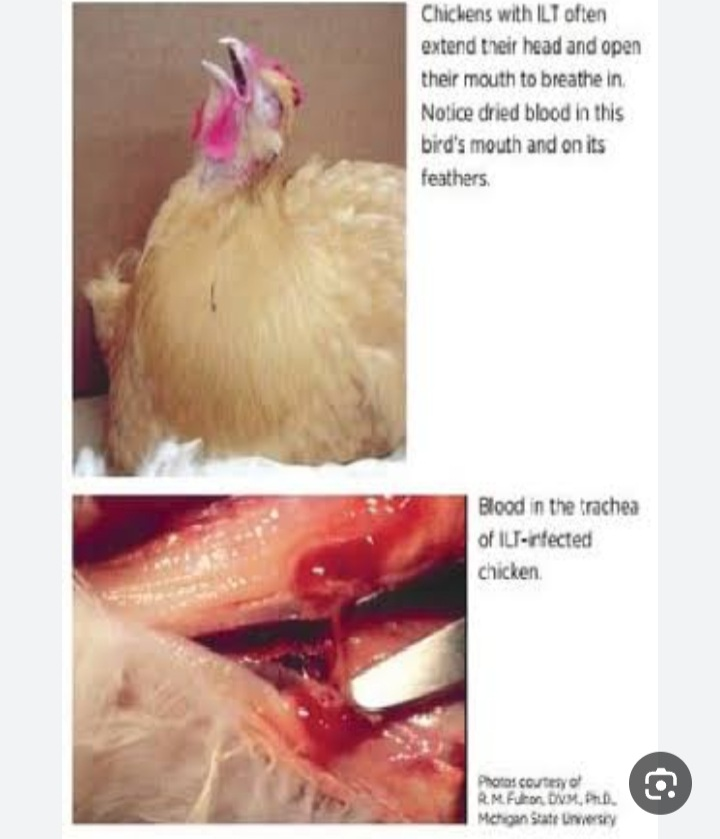 Chickens with ILT often
extend their head and open
their mouth to breathe in.
Notice dried blood in this
bird's mouth and on its
feathers.
Blood in the trachea
of ILT-infected
chicken.
Photos courtesy of
R. M. Fulton, D.V.M., Ph.D.,
Michigan State University